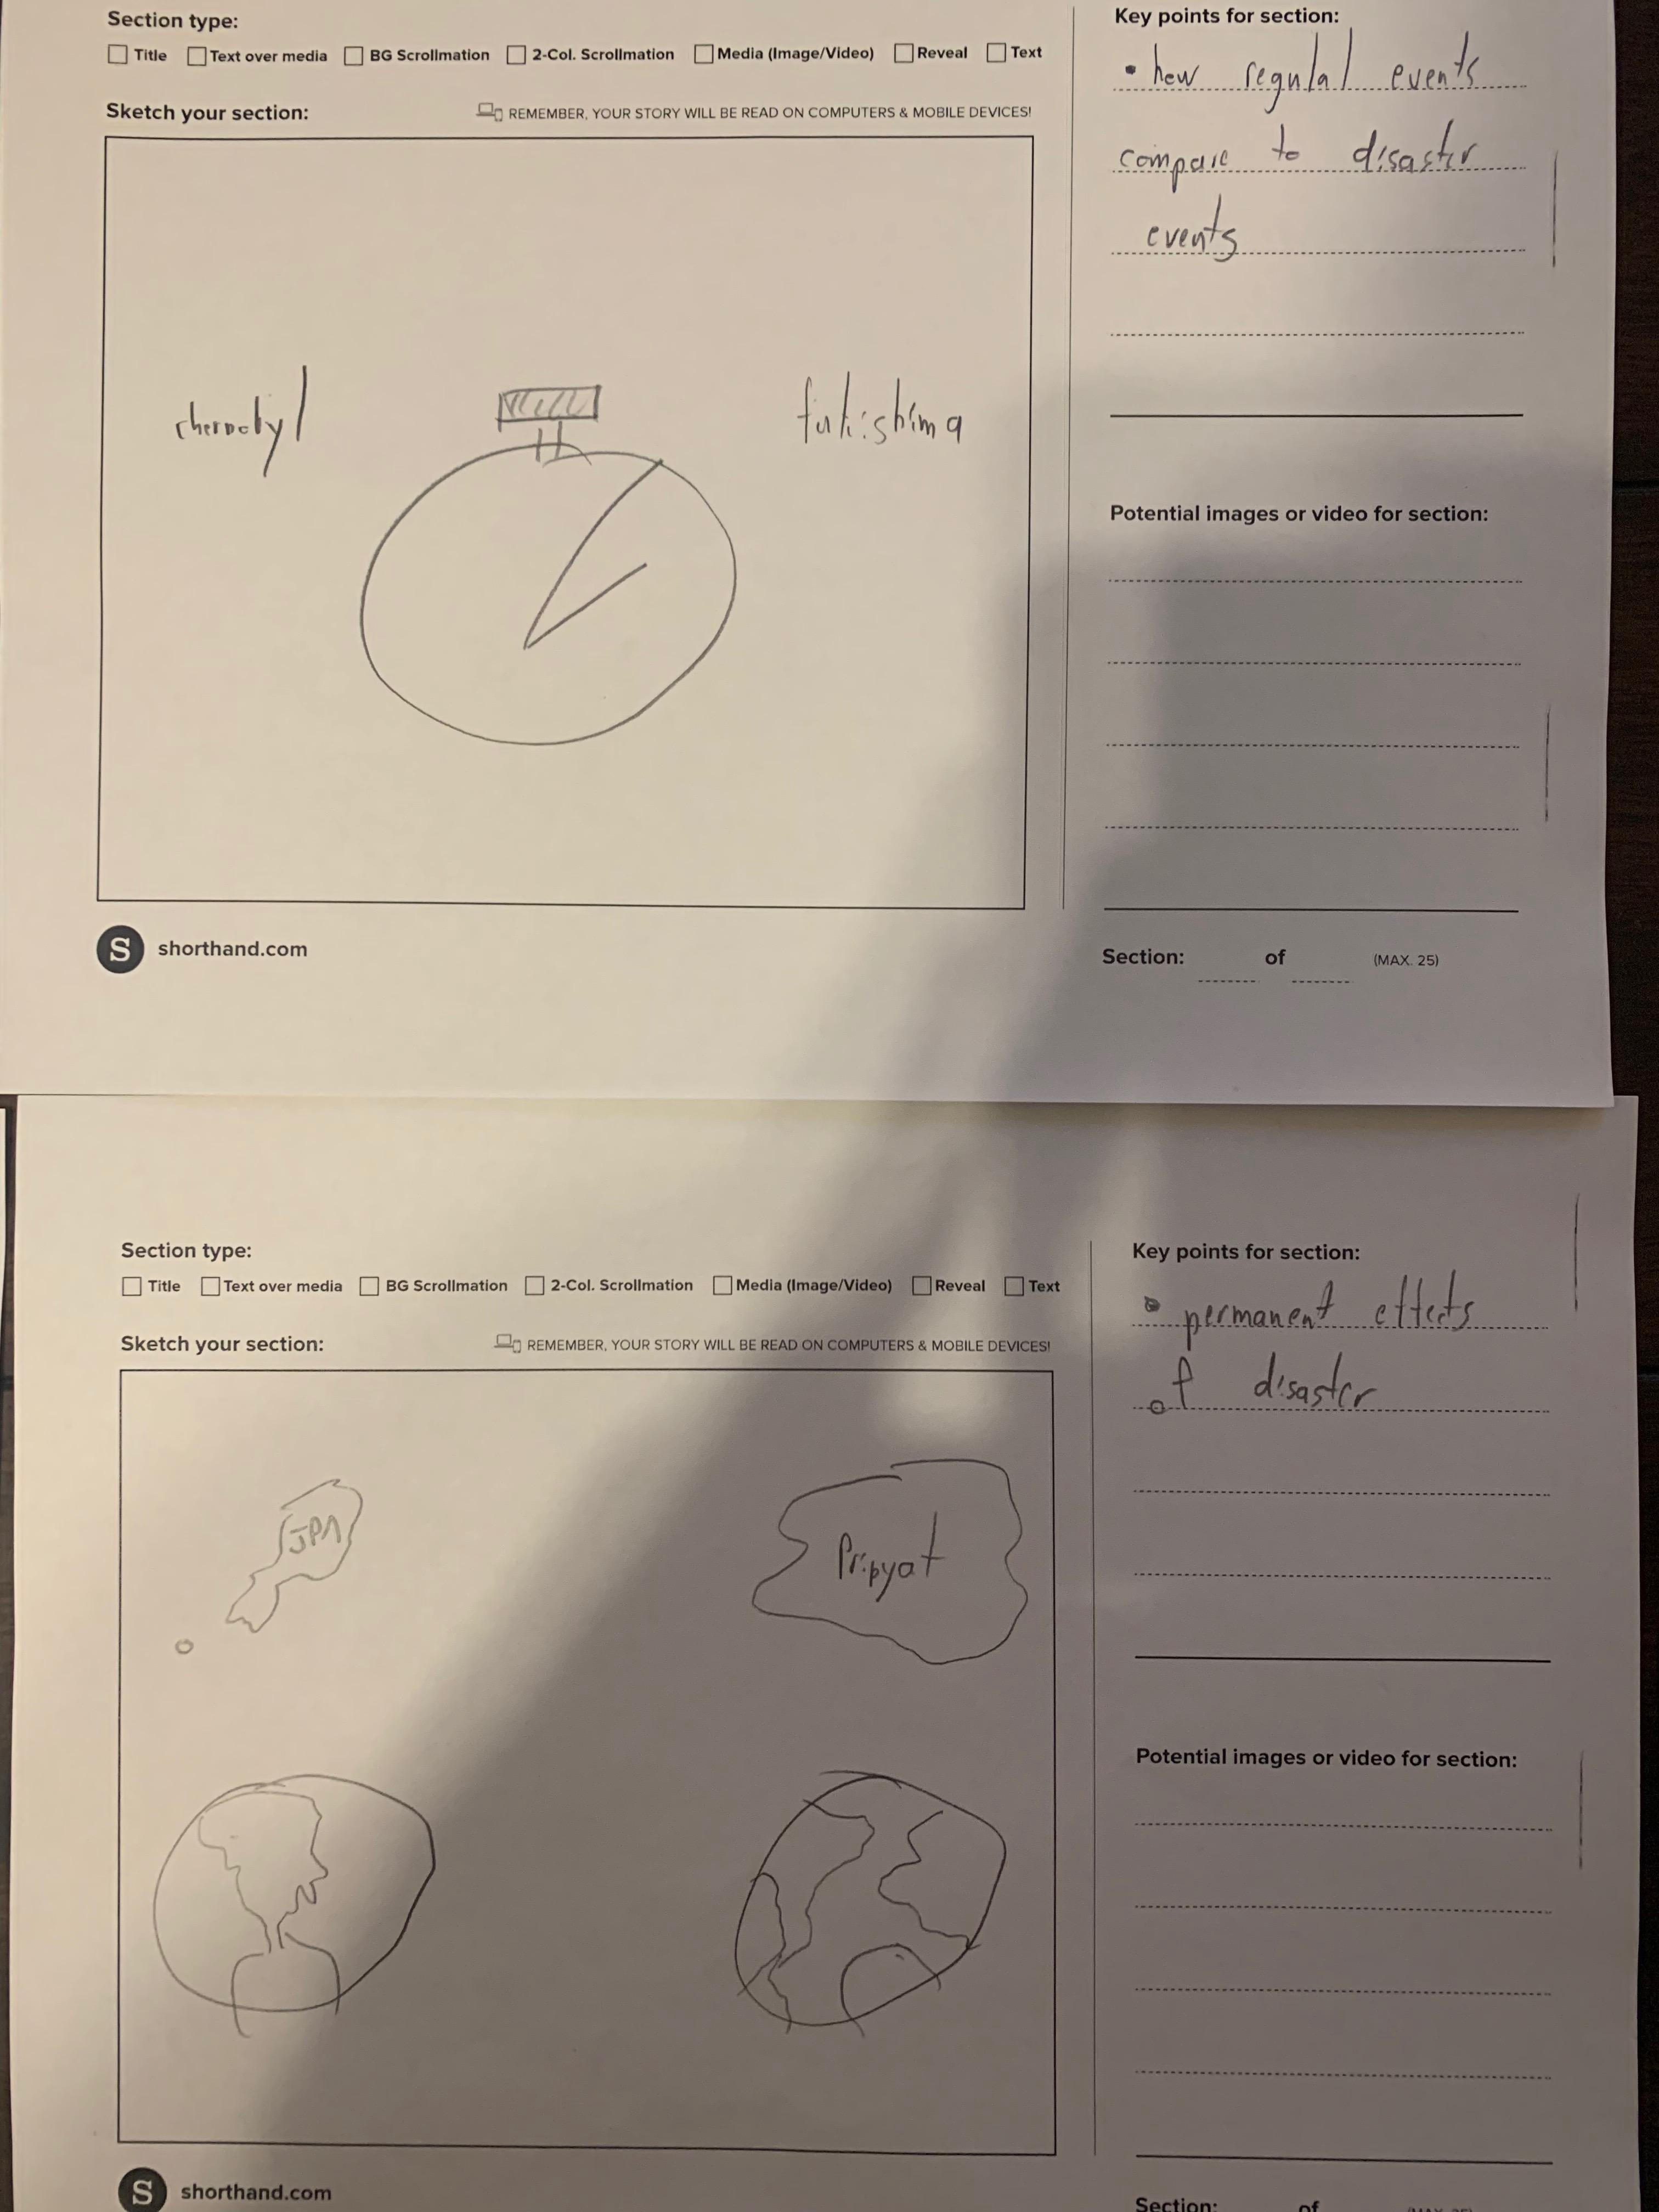 Section type:
Title Text over media BG Scrollmation 2-Col. Scrollmation Media (Image/Video) Reveal Text
Sketch your section: REMEMBER, YOUR STORY WILL BE READ ON COMPUTERS & MOBILE DEVICES!
chernobyl
fukishima
Key points for section:
• how regulal events
compare to disaster
events
Potential images or video for section:
S shorthand.com
Section: of (MAX. 25)
Section type:
Title Text over media BG Scrollmation 2-Col. Scrollmation Media (Image/Video) Reveal Text
Sketch your section: REMEMBER, YOUR STORY WILL BE READ ON COMPUTERS & MOBILE DEVICES!
JPN
Pripyat
Key points for section:
• permanent effects
of disaster
Potential images or video for section:
S shorthand.com
Section: of